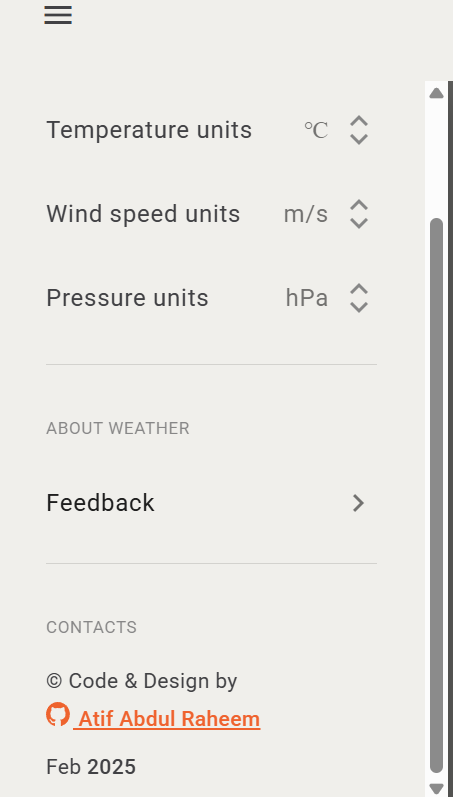 Temperature units °C
Wind speed units m/s
Pressure units hPa
ABOUT WEATHER
Feedback
CONTACTS
© Code & Design by
Atif Abdul Raheem
Feb 2025